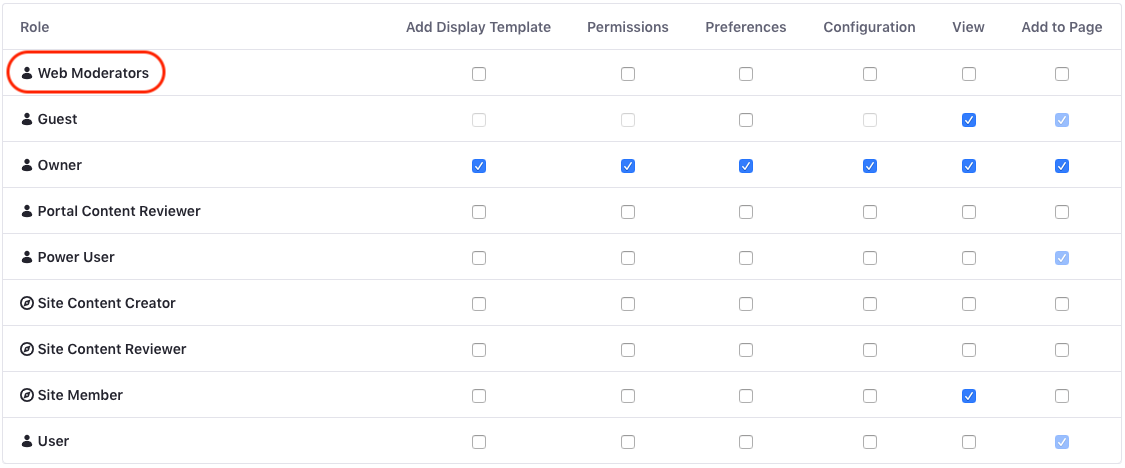 Role Add Display Template Permissions Preferences Configuration View Add to Page
Web Moderators
Guest
Owner
Portal Content Reviewer
Power User
Site Content Creator
Site Content Reviewer
Site Member
User